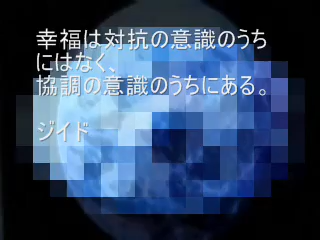 幸福は対抗の意識のうち
にはなく、
協調の意識のうちにある。
ジイド